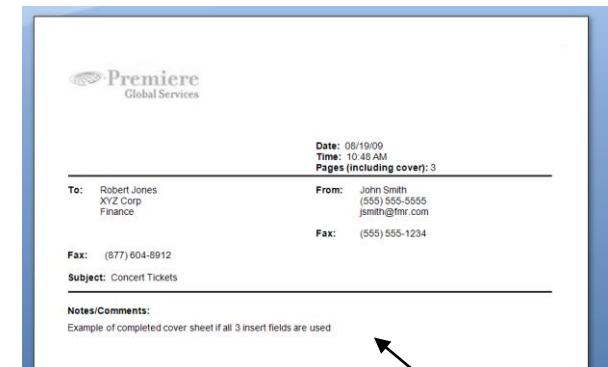 Premiere
Global Services
Date: 08/19/09
Time: 10:48 AM
Pages (including cover): 3
To: Robert Jones
XYZ Corp
Finance
From: John Smith
(555) 555-5555
jsmith@fmr.com
Fax: (555) 555-1234
Fax: (877) 604-8912
Subject: Concert Tickets
Notes/Comments:
Example of completed cover sheet if all 3 insert fields are used